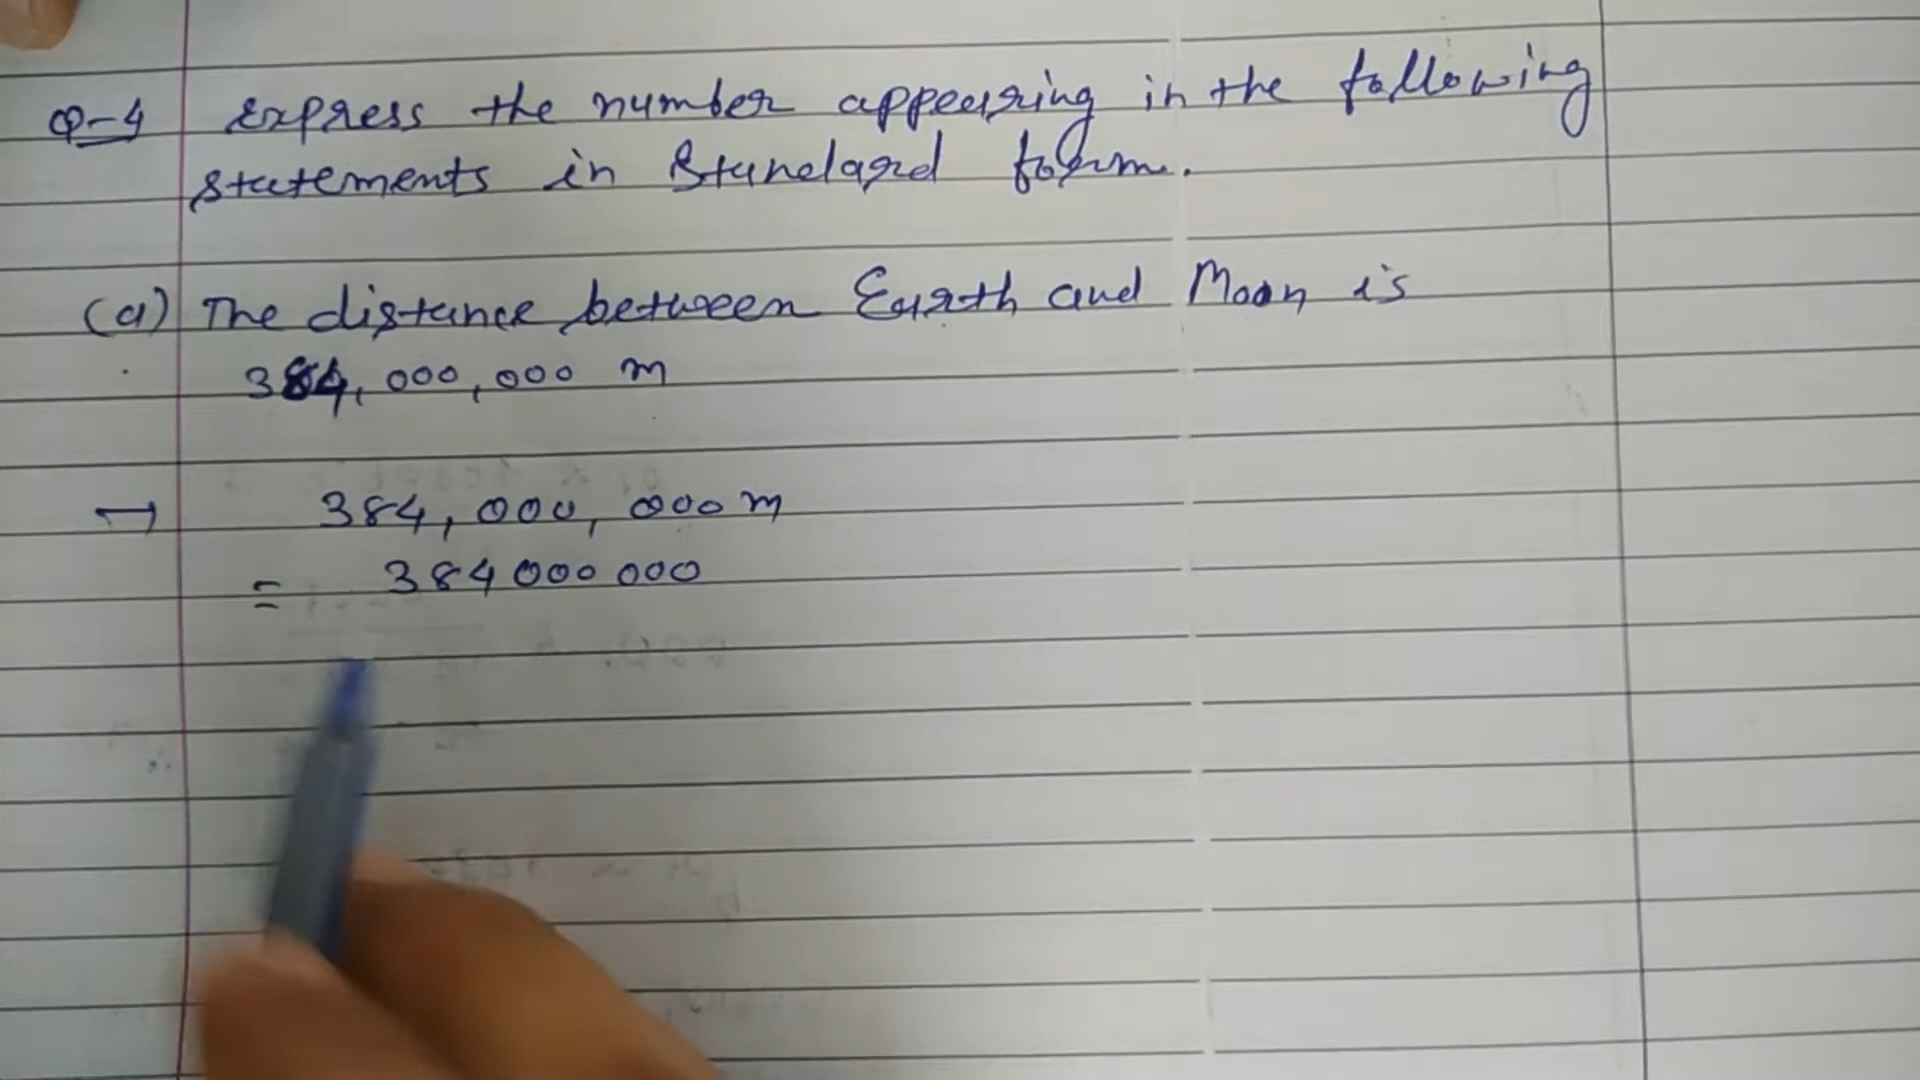 Q-4 Express the number appearing in the following
statements in Standard form.
(a) The distance between Earth and Moon is
384,000,000 m
→ 384,000,000 m
= 384000000